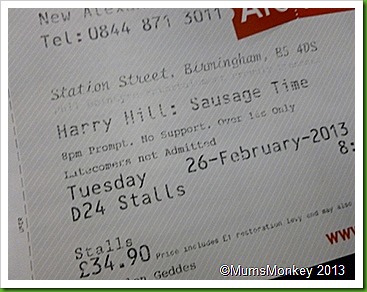 New Alex
Tel:0844 871 3011
Station Street, Birmingham, B5 4DS
Harry Hill: Sausage Time
8pm Prompt. No Support. Over 16s Only
Latecomers not Admitted
Tuesday 26-February-2013
D24 Stalls 8:
Stalls
£34.90 Price includes £1 restoration levy and may also
www.
Geddes
©MumsMonkey 2013